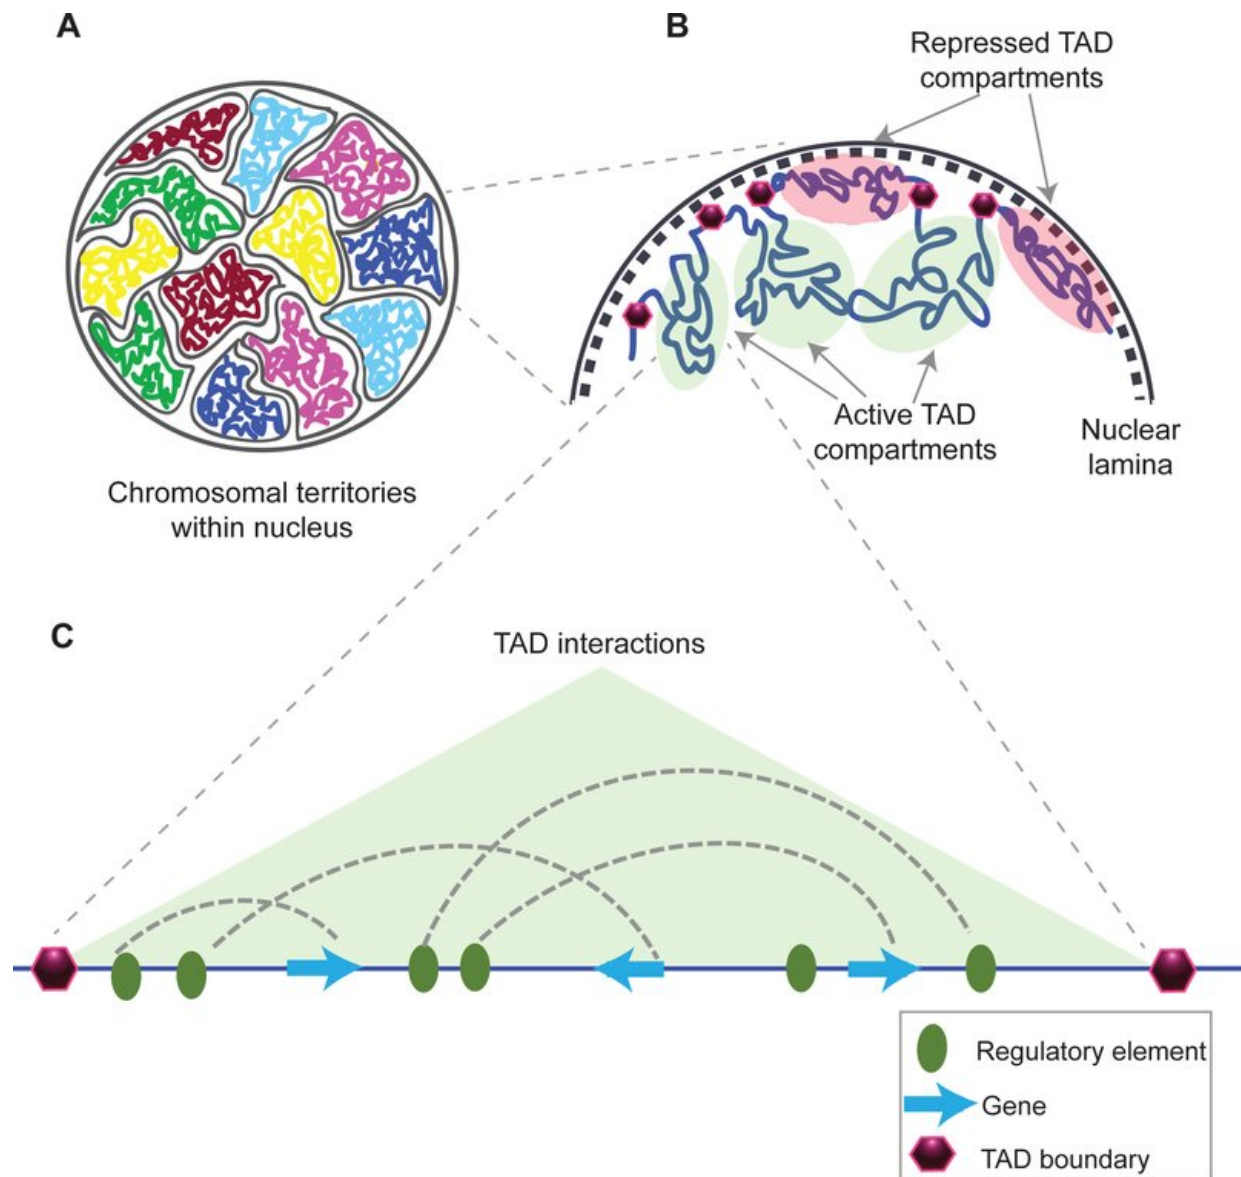 A
B
Repressed TAD
compartments
Active TAD
compartments
Nuclear
lamina
Chromosomal territories
within nucleus
C
TAD interactions
Regulatory element
Gene
TAD boundary